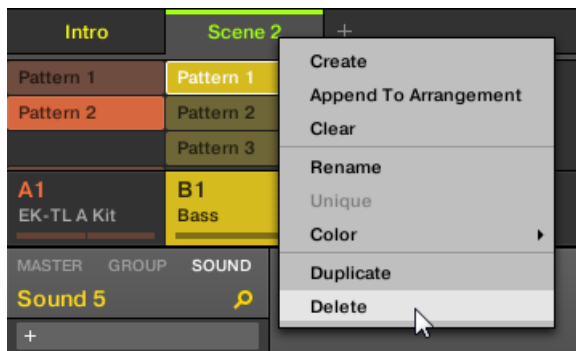 Intro
Scene 2
+
Pattern 1
Pattern 1
Pattern 2
Pattern 2
Pattern 3
A1
EK-TL A Kit
B1
Bass
MASTER GROUP SOUND
Sound 5
+
Create
Append To Arrangement
Clear
Rename
Unique
Color
Duplicate
Delete